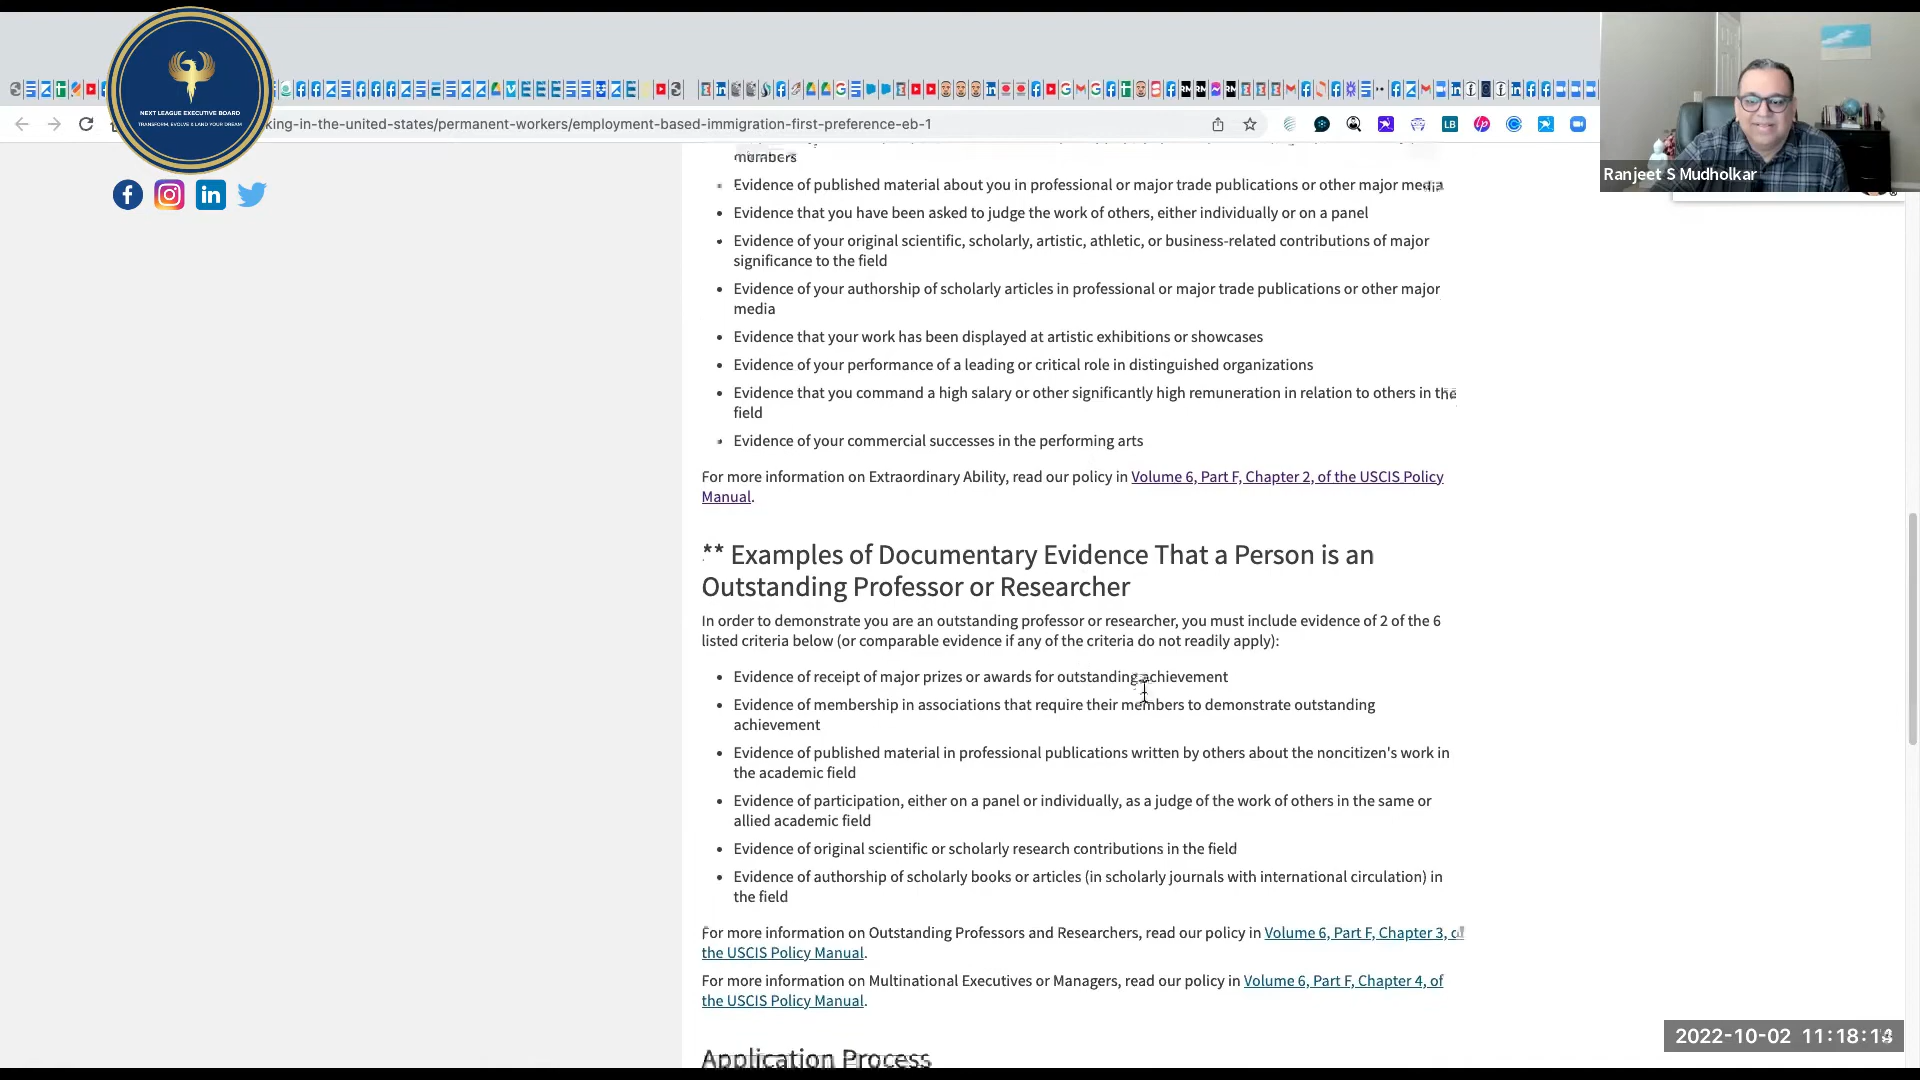 NEXT LEAGUE EXECUTIVE BOARD
TRANSFORM, EVOLVE & LAND YOUR DREAM
king-in-the-united-states/permanent-workers/employment-based-immigration-first-preference-eb-1
Ranjeet S Mudholkar
members
• Evidence of published material about you in professional or major trade publications or other major media
• Evidence that you have been asked to judge the work of others, either individually or on a panel
• Evidence of your original scientific, scholarly, artistic, athletic, or business-related contributions of major
significance to the field
• Evidence of your authorship of scholarly articles in professional or major trade publications or other major
media
• Evidence that your work has been displayed at artistic exhibitions or showcases
• Evidence of your performance of a leading or critical role in distinguished organizations
• Evidence that you command a high salary or other significantly high remuneration in relation to others in the
field
• Evidence of your commercial successes in the performing arts
For more information on Extraordinary Ability, read our policy in Volume 6, Part F, Chapter 2, of the USCIS Policy
Manual.
** Examples of Documentary Evidence That a Person is an
Outstanding Professor or Researcher
In order to demonstrate you are an outstanding professor or researcher, you must include evidence of 2 of the 6
listed criteria below (or comparable evidence if any of the criteria do not readily apply):
• Evidence of receipt of major prizes or awards for outstanding achievement
• Evidence of membership in associations that require their members to demonstrate outstanding
achievement
• Evidence of published material in professional publications written by others about the noncitizen's work in
the academic field
• Evidence of participation, either on a panel or individually, as a judge of the work of others in the same or
allied academic field
• Evidence of original scientific or scholarly research contributions in the field
• Evidence of authorship of scholarly books or articles (in scholarly journals with international circulation) in
the field
For more information on Outstanding Professors and Researchers, read our policy in Volume 6, Part F, Chapter 3, of
the USCIS Policy Manual.
For more information on Multinational Executives or Managers, read our policy in Volume 6, Part F, Chapter 4, of
the USCIS Policy Manual.
Application Process
2022-10-02